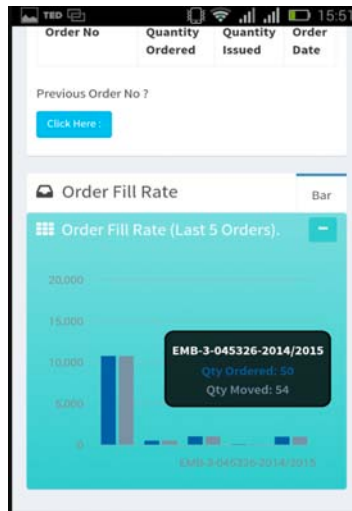 TED 15:51
Order No Quantity Ordered Quantity Issued Order Date
Previous Order No ?
Click Here :
Order Fill Rate Bar
Order Fill Rate (Last 5 Orders).
20,000
15,000
EMB-3-045326-2014/2015
10,000
Qty Ordered: 50
Qty Moved: 54
5,000
0
EMB-3-045326-2014/2015